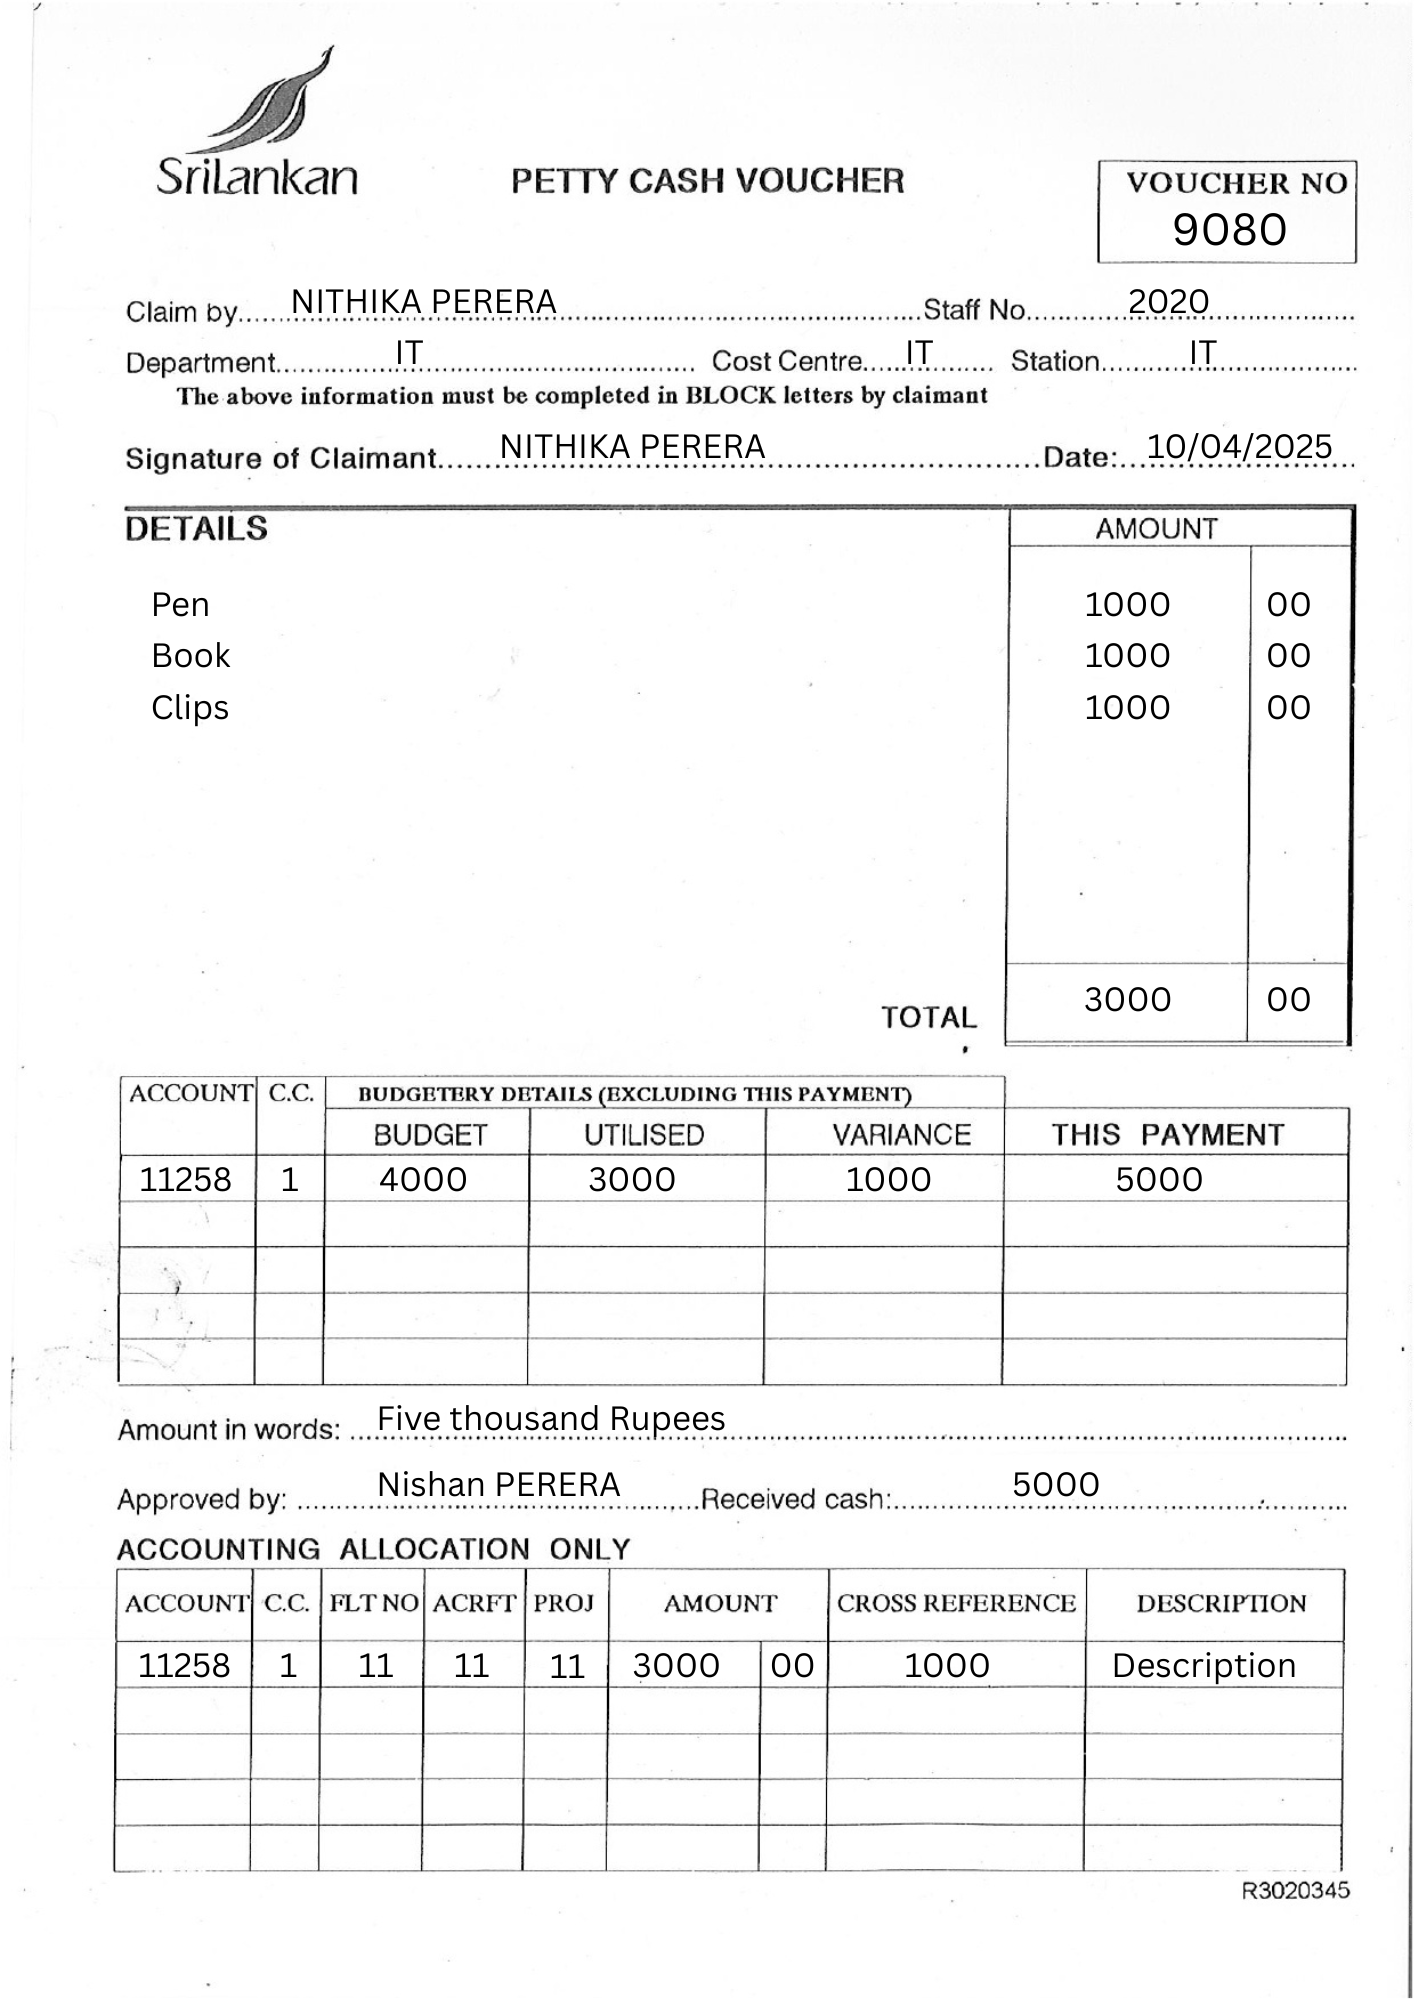 SriLankan
PETTY CASH VOUCHER
VOUCHER NO
9080
Claim by NITHIKA PERERA Staff No. 2020
Department IT Cost Centre IT Station IT
The above information must be completed in BLOCK letters by claimant
Signature of Claimant NITHIKA PERERA Date: 10/04/2025
DETAILS AMOUNT
Pen 1000 00
Book 1000 00
Clips 1000 00
TOTAL 3000 00
ACCOUNT C.C. BUDGETERY DETAILS (EXCLUDING THIS PAYMENT)
BUDGET UTILISED VARIANCE THIS PAYMENT
11258 1 4000 3000 1000 5000
Amount in words: Five thousand Rupees
Approved by: Nishan PERERA Received cash: 5000
ACCOUNTING ALLOCATION ONLY
ACCOUNT C.C. FLT NO ACRFT PROJ AMOUNT CROSS REFERENCE DESCRIPTION
11258 1 11 11 11 3000 00 1000 Description
R3020345